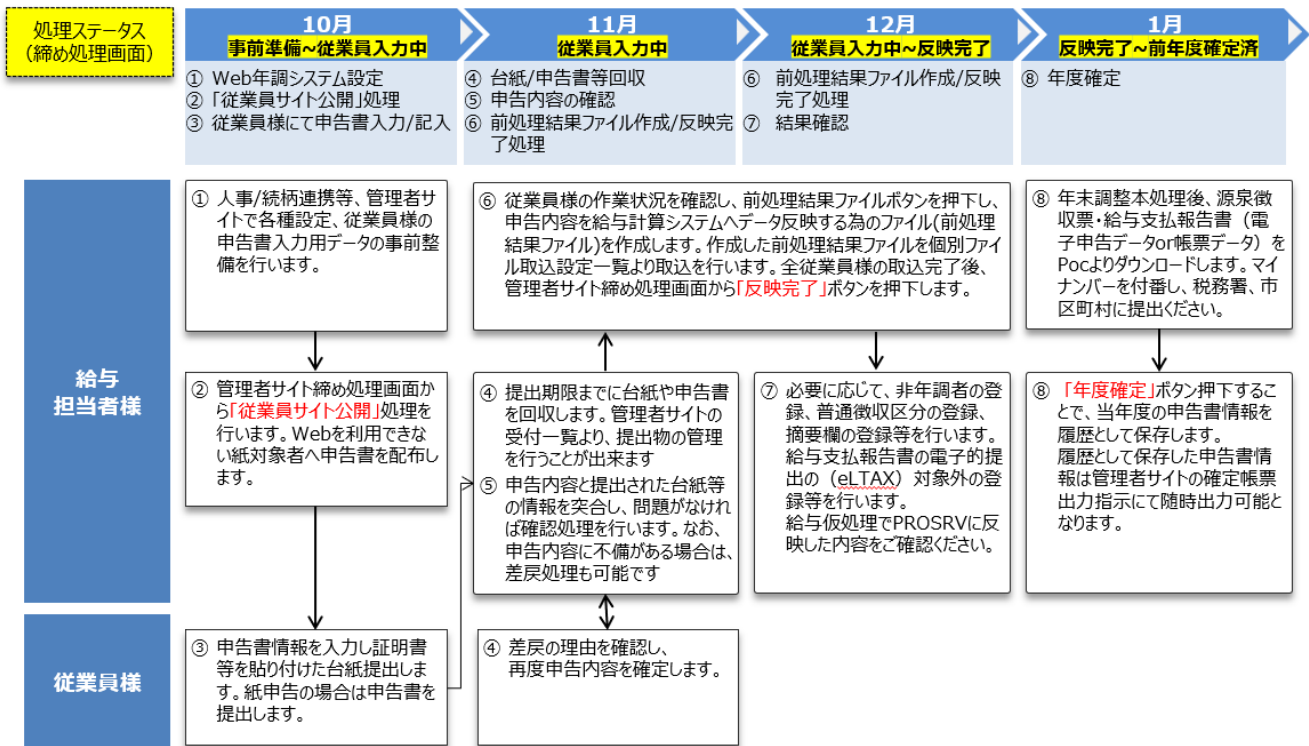 処理ステータス
（締め処理画面）
10月
事前準備~従業員入力中
11月
従業員入力中
12月
従業員入力中~反映完了
1月
反映完了~前年度確定済
① Web年調システム設定
② 「従業員サイト公開」処理
③ 従業員様にて申告書入力/記入
④ 台紙/申告書等回収
⑤ 申告内容の確認
⑥ 前処理結果ファイル作成/反映完
了処理
⑥ 前処理結果ファイル作成/反映
完了処理
⑦ 結果確認
⑧ 年度確定
給与
担当者様
① 人事/続柄連携等、管理者サ
イトで各種設定、従業員様の
申告書入力用データの事前整
備を行います。
⑥ 従業員様の作業状況を確認し、前処理結果ファイルボタンを押下し、
申告内容を給与計算システムへデータ反映する為のファイル(前処理
結果ファイル)を作成します。作成した前処理結果ファイルを個別ファイ
ル取込設定一覧より取込を行います。全従業員様の取込完了後、
管理者サイト締め処理画面から「反映完了」ボタンを押下します。
⑧ 年末調整本処理後、源泉徴
収票・給与支払報告書（電
子申告データor帳票データ）を
Pocよりダウンロードします。マイ
ナンバーを付番し、税務署、市
区町村に提出ください。
② 管理者サイト締め処理画面か
ら「従業員サイト公開」処理を
行います。Webを利用できな
い紙対象者へ申告書を配布し
ます。
④ 提出期限までに台紙や申告書
を回収します。管理者サイトの
受付一覧より、提出物の管理
を行うことが出来ます
⑤ 申告内容と提出された台紙等
の情報を突合し、問題がなけれ
ば確認処理を行います。なお、
申告内容に不備がある場合は、
差戻処理も可能です
⑦ 必要に応じて、非年調者の登
録、普通徴収区分の登録、
摘要欄の登録等を行います。
給与支払報告書の電子的提
出の（eLTAX）対象外の登
録等を行います。
給与仮処理でPROSRVに反
映した内容をご確認ください。
⑧ 「年度確定」ボタン押下するこ
とで、当年度の申告書情報を
履歴として保存します。
履歴として保存した申告書情
報は管理者サイトの確定帳票
出力指示にて随時出力可能と
なります。
従業員様
③ 申告書情報を入力し証明書
等を貼り付けた台紙提出しま
す。紙申告の場合は申告書を
提出します。
④ 差戻の理由を確認し、
再度申告内容を確定します。